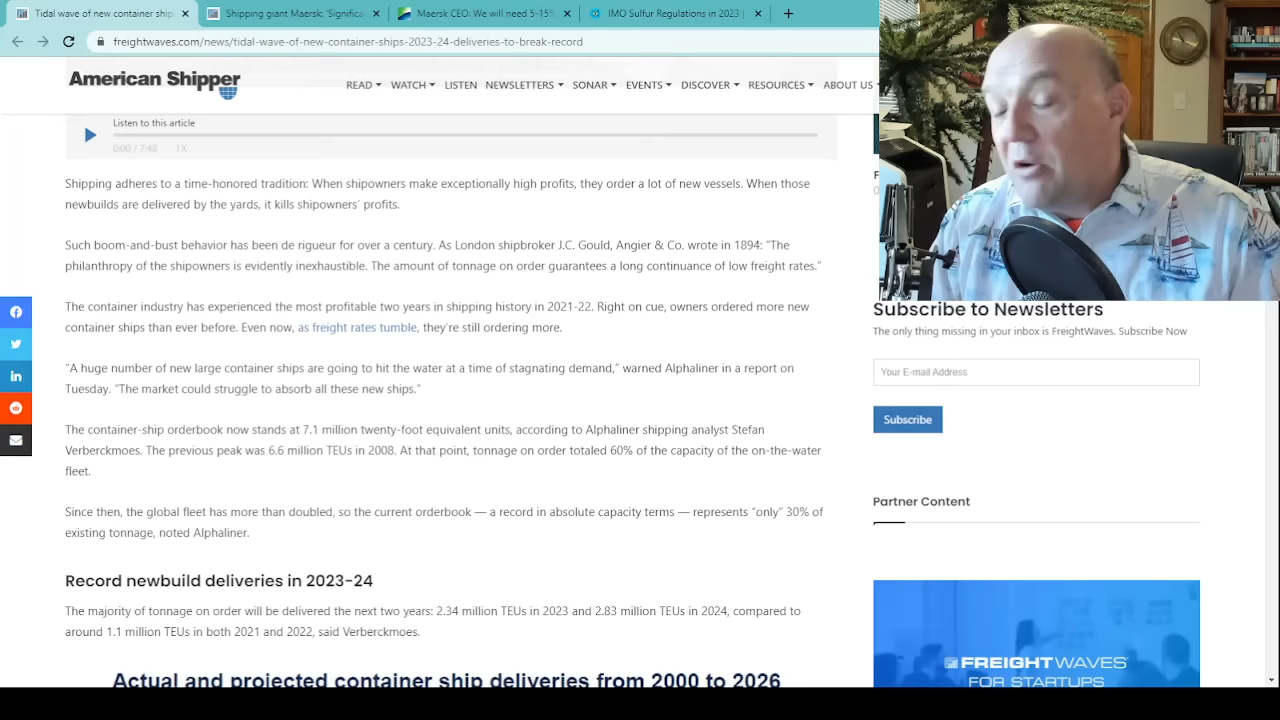 Tidal wave of new container ships:
Shipping giant Maersk 'Scenarios
Maersk CEO: We will need 5-15%
IMO Sulfur Regulations in 2023 |
freightwaves.com/news/tidal-wave-of-new-container-ships-2023-24-deliveries-to-break-record
American Shipper
READ WATCH LISTEN NEWSLETTERS SONAR EVENTS DISCOVER RESOURCES ABOUT US
Listen to this article
0:00 / 7:48 1X
Shipping adheres to a time-honored tradition: When shipowners make exceptionally high profits, they order a lot of new vessels. When those
newbuilds are delivered by the yards, it kills shipowners' profits.
Such boom-and-bust behavior has been de rigueur for over a century. As London shipbroker J.C. Gould, Angier & Co. wrote in 1894: "The
philanthropy of the shipowners is evidently inexhaustible. The amount of tonnage on order guarantees a long continuance of low freight rates."
The container industry has experienced the most profitable two years in shipping history in 2021-22. Right on cue, owners ordered more new
container ships than ever before. Even now, as freight rates tumble, they're still ordering more.
"A huge number of new large container ships are going to hit the water at a time of stagnating demand," warned Alphaliner in a report on
Tuesday. "The market could struggle to absorb all these new ships."
The container-ship orderbook now stands at 7.1 million twenty-foot equivalent units, according to Alphaliner shipping analyst Stefan
Verberckmoes. The previous peak was 6.6 million TEUs in 2008. At that point, tonnage on order totaled 60% of the capacity of the on-the-water
fleet.
Since then, the global fleet has more than doubled, so the current orderbook — a record in absolute capacity terms — represents "only" 30% of
existing tonnage, noted Alphaliner.
Record newbuild deliveries in 2023-24
The majority of tonnage on order will be delivered the next two years: 2.34 million TEUs in 2023 and 2.83 million TEUs in 2024, compared to
around 1.1 million TEUs in both 2021 and 2022, said Verberckmoes.
Actual and projected container ship deliveries from 2000 to 2026
Subscribe to Newsletters
The only thing missing in your inbox is FreightWaves. Subscribe Now
Your E-mail Address
Subscribe
Partner Content
FREIGHTWAVES
FOR STARTUPS